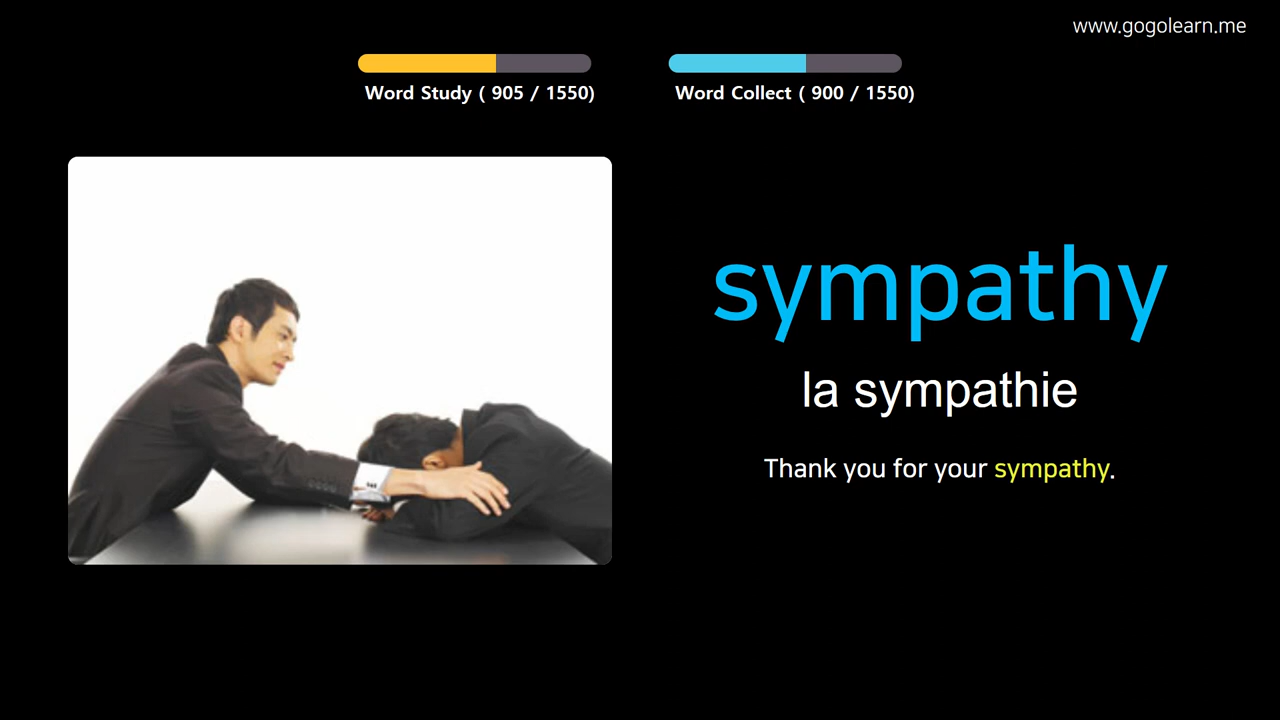 www.gogolearn.me
Word Study ( 905 / 1550)
Word Collect ( 900 / 1550)
sympathy
la sympathie
Thank you for your sympathy.